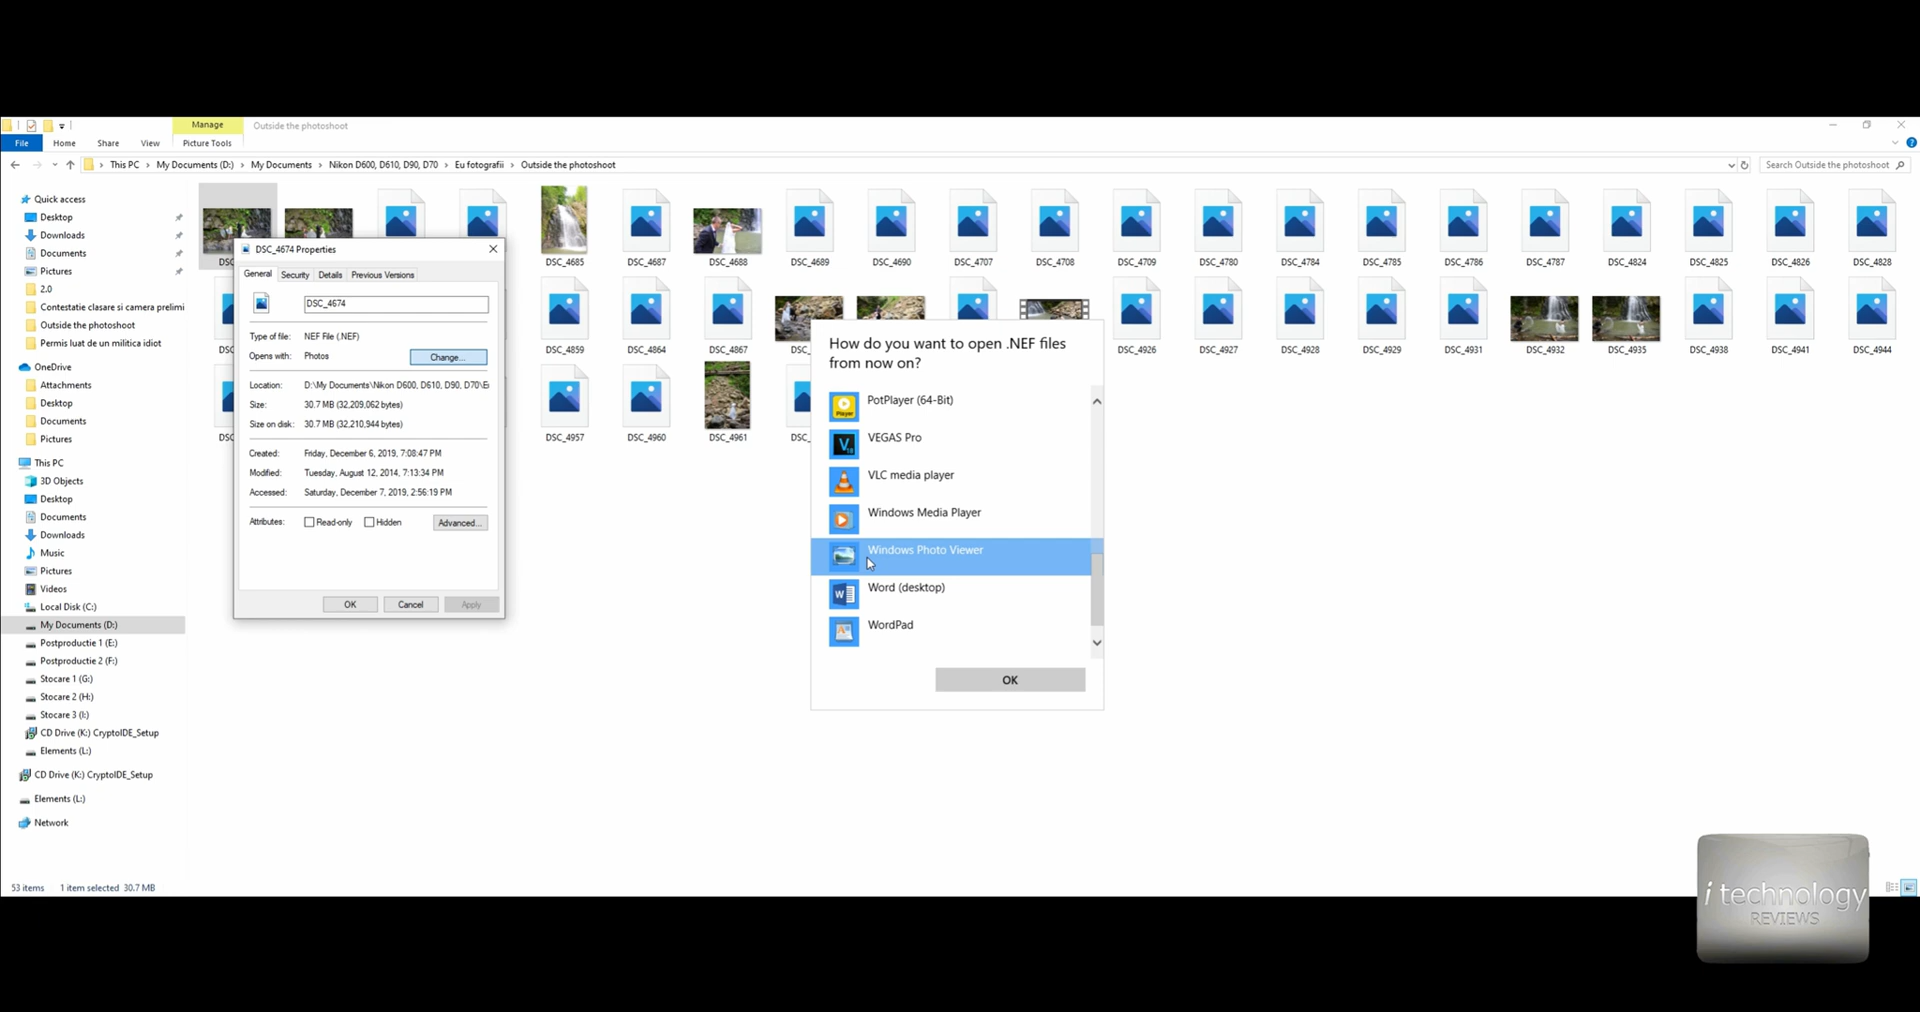 Manage
Outside the photoshoot
File
Home
Share
View
Picture Tools
This PC
My Documents (D:)
My Documents
Nikon D600, D610, D90, D70
Eu fotografii
Outside the photoshoot
Search Outside the photoshoot
Quick access
Desktop
Downloads
Documents
Pictures
2.0
Contestatie clasare si camera prelimi
Outside the photoshoot
Permis luat de un militica idiot
OneDrive
Attachments
Desktop
Documents
Pictures
This PC
3D Objects
Desktop
Documents
Downloads
Music
Pictures
Videos
Local Disk (C:)
My Documents (D:)
Postproductie 1 (E:)
Postproductie 2 (F:)
Stocare 1 (G:)
Stocare 2 (H:)
Stocare 3 (I:)
CD Drive (K:) CryptoIDE_Setup
Elements (L:)
CD Drive (K:) CryptoIDE_Setup
Elements (L:)
Network
DSC_4685
DSC_4687
DSC_4688
DSC_4689
DSC_4690
DSC_4707
DSC_4708
DSC_4709
DSC_4780
DSC_4784
DSC_4785
DSC_4786
DSC_4787
DSC_4824
DSC_4825
DSC_4826
DSC_4828
DSC_4859
DSC_4864
DSC_4867
DSC_4926
DSC_4927
DSC_4928
DSC_4929
DSC_4931
DSC_4932
DSC_4935
DSC_4938
DSC_4941
DSC_4944
DSC_4957
DSC_4960
DSC_4961
DSC_4674 Properties
General
Security
Details
Previous Versions
DSC_4674
Type of file: NEF File (.NEF)
Opens with: Photos
Change...
Location: D:\My Documents\Nikon D600, D610, D90, D70\E
Size: 30.7 MB (32,209,062 bytes)
Size on disk: 30.7 MB (32,210,944 bytes)
Created: Friday, December 6, 2019, 7:08:47 PM
Modified: Tuesday, August 12, 2014, 7:13:34 PM
Accessed: Saturday, December 7, 2019, 2:56:19 PM
Attributes:
Read-only
Hidden
Advanced...
OK
Cancel
Apply
How do you want to open .NEF files
from now on?
PotPlayer (64-Bit)
VEGAS Pro
VLC media player
Windows Media Player
Windows Photo Viewer
Word (desktop)
WordPad
OK
53 items
1 item selected 30.7 MB
i technology
REVIEWS